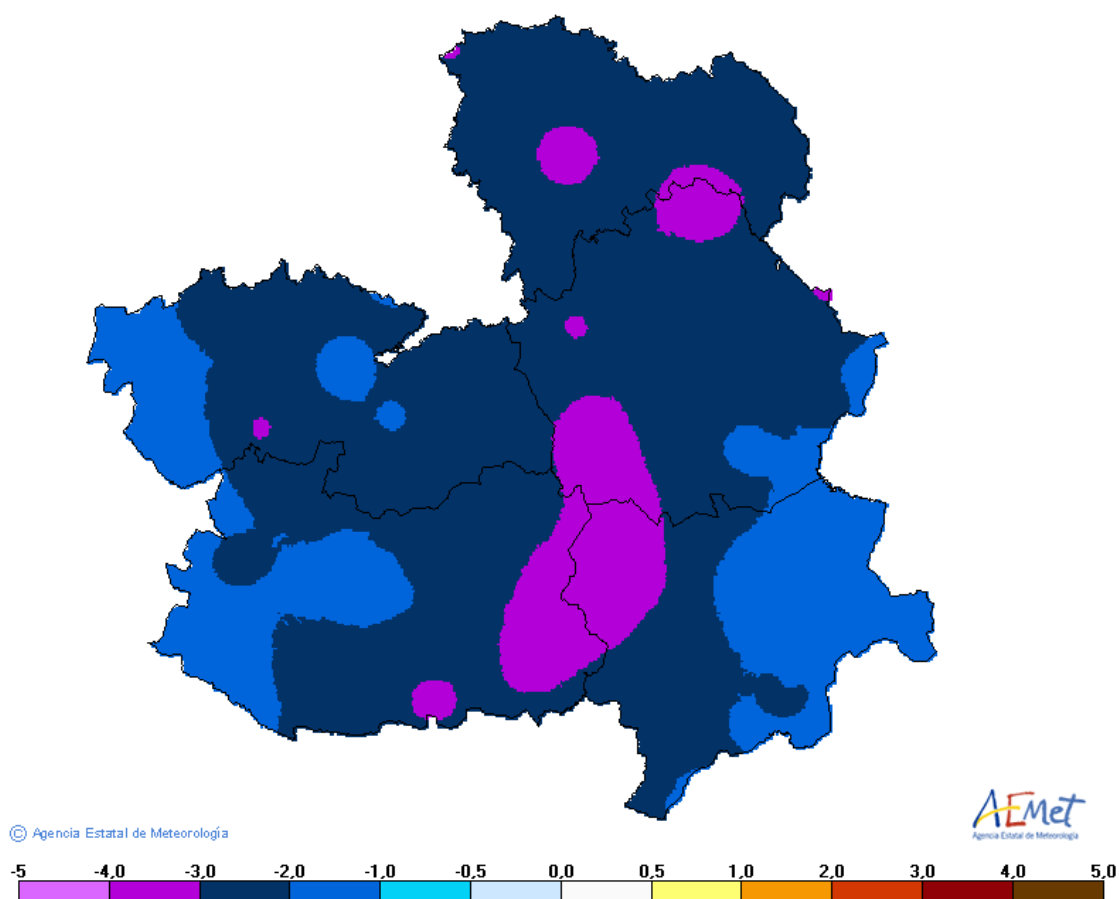 © Agencia Estatal de Meteorología
AEMet
Agencia Estatal de Meteorología
-5 -4,0 -3,0 -2,0 -1,0 -0,5 0,0 0,5 1,0 2,0 3,0 4,0 5,0